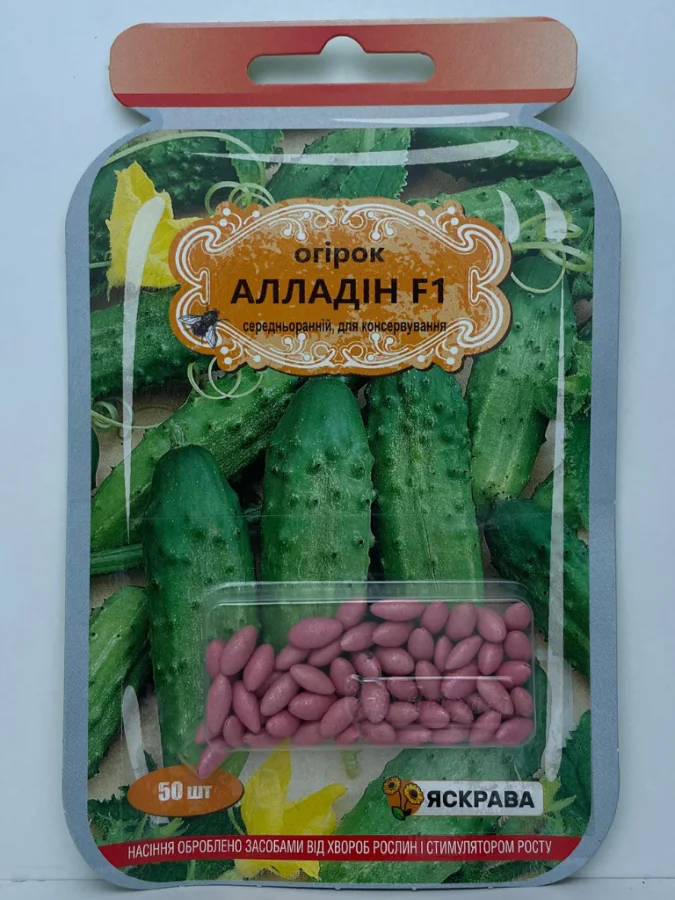 огірок
АЛЛАДІН F1
середньоранній, для консервування
50 шт
ЯСКРАВА
НАСІННЯ ОБРОБЛЕНО ЗАСОБАМИ ВІД ХВОРОБ РОСЛИН І СТИМУЛЯТОРОМ РОСТУ